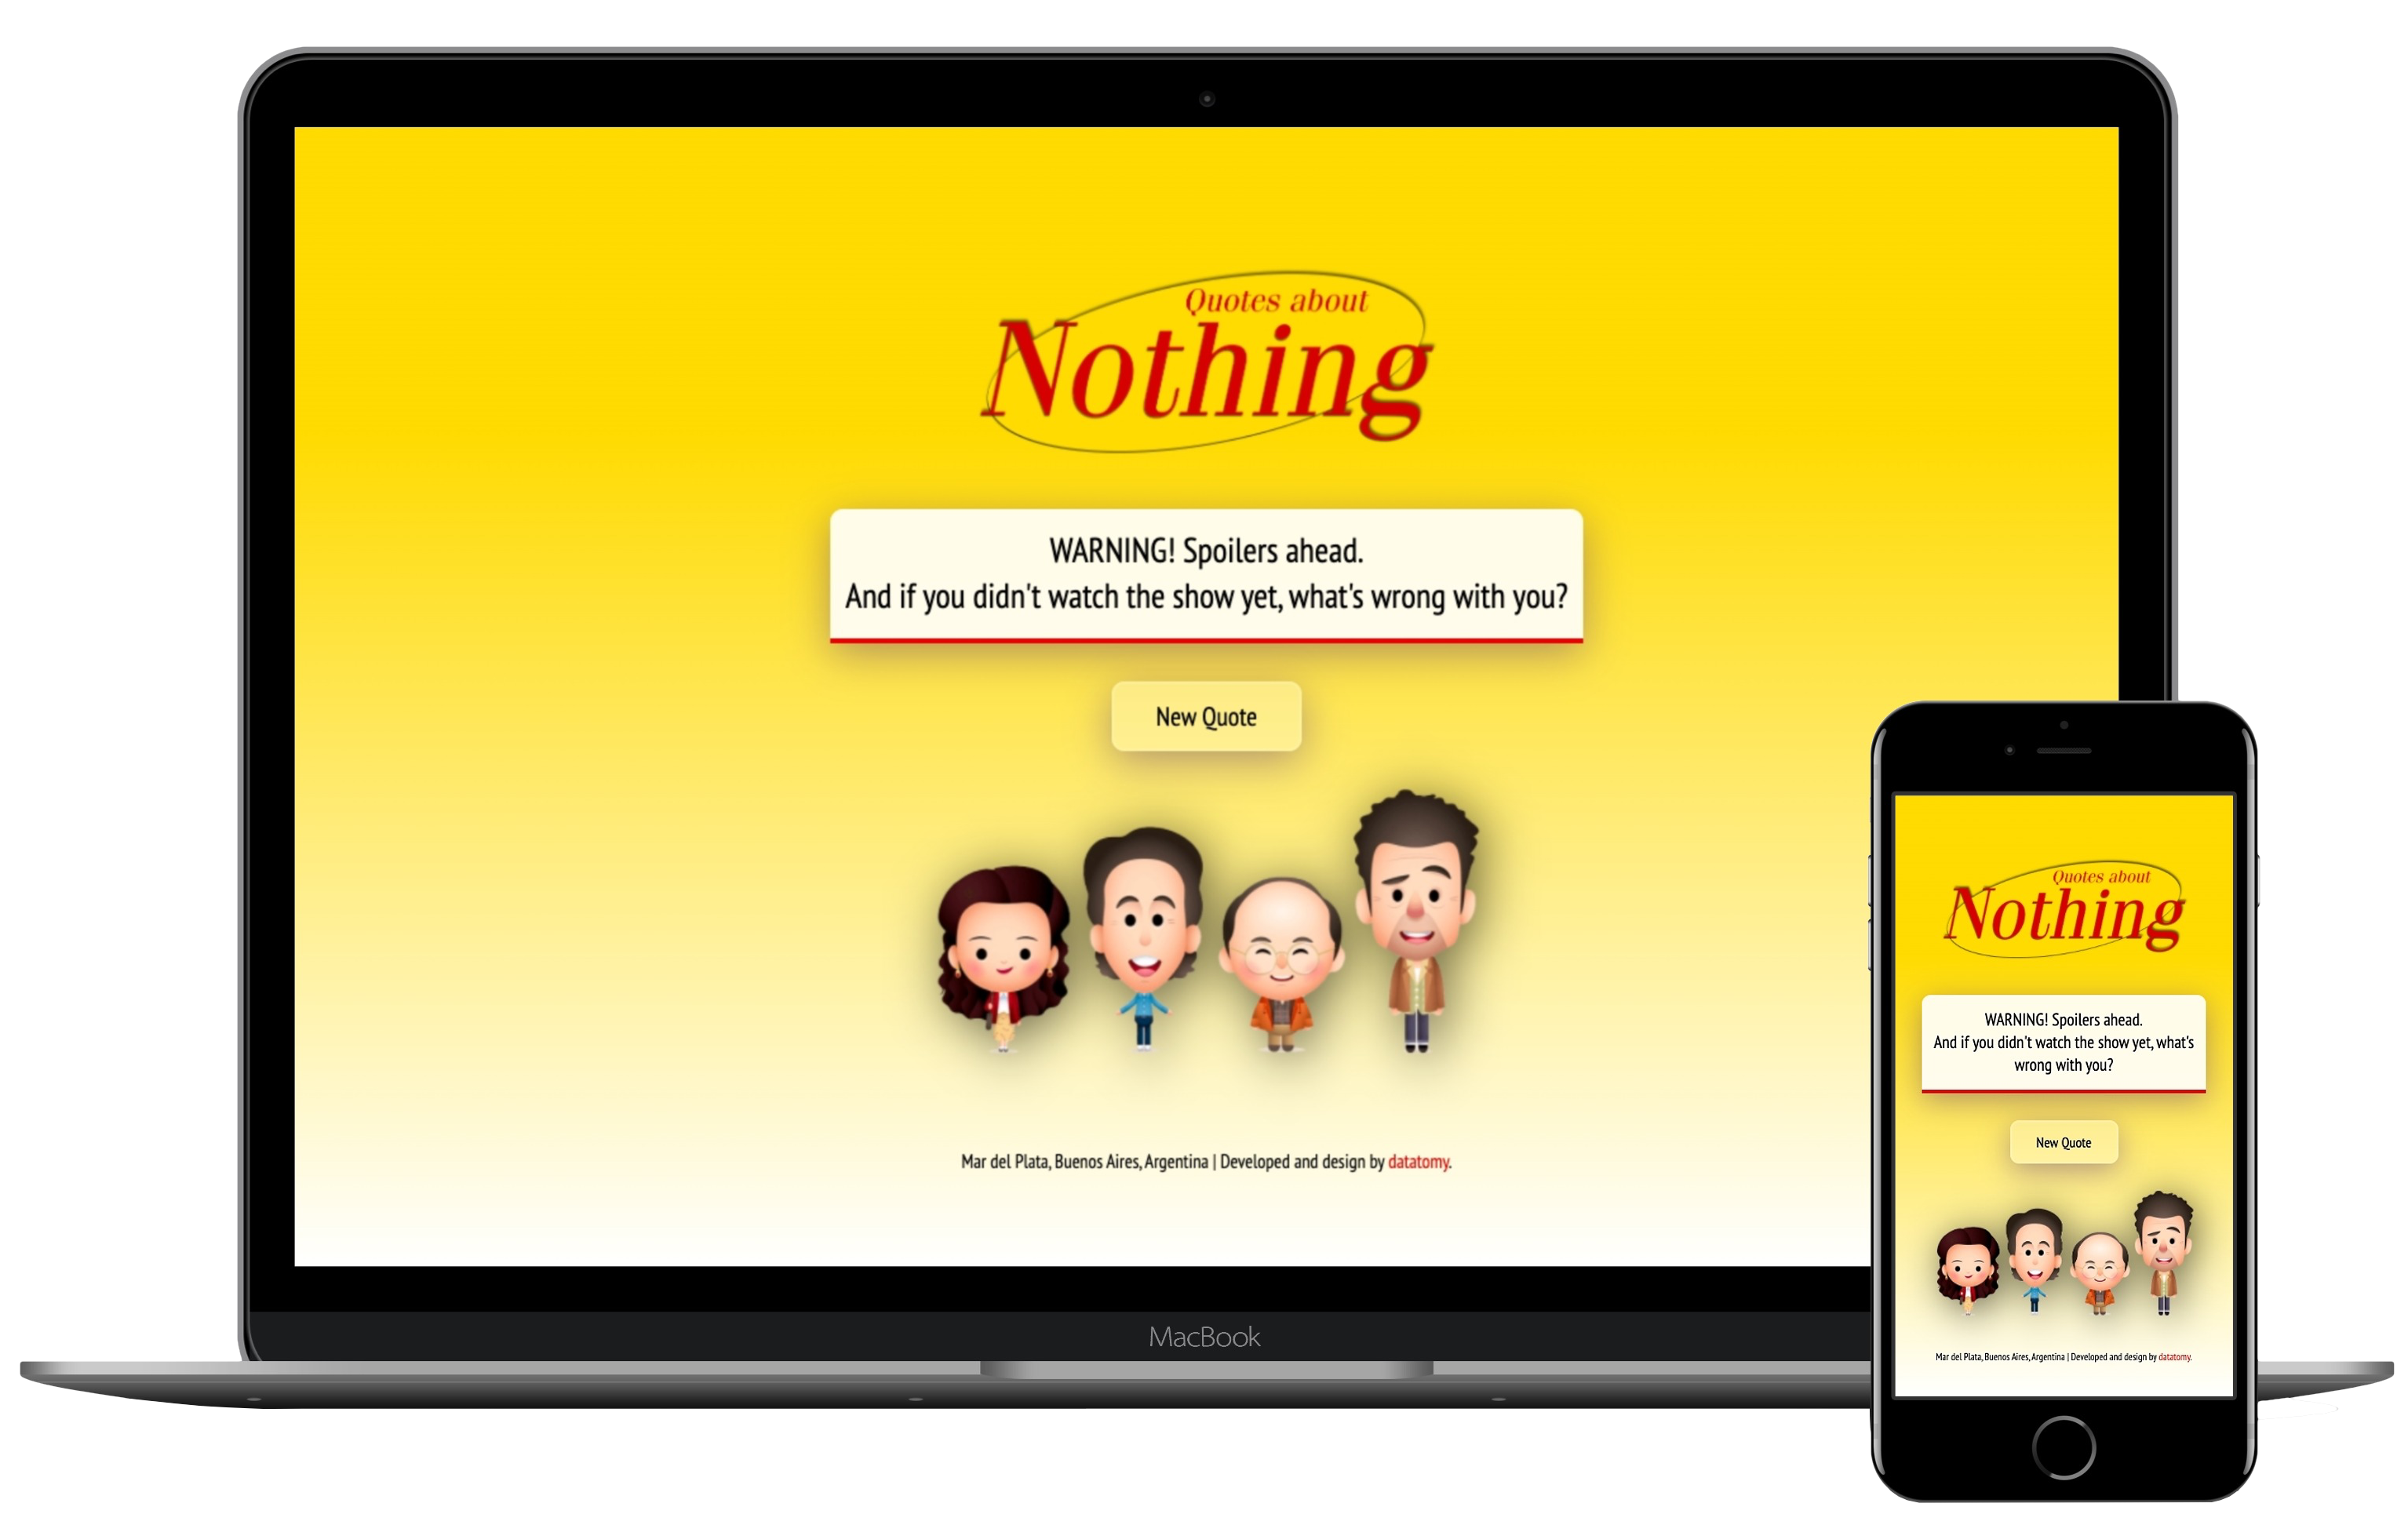 Quotes about
Nothing
WARNING! Spoilers ahead.
And if you didn't watch the show yet, what's wrong with you?
New Quote
Mar del Plata, Buenos Aires, Argentina | Developed and design by datatomy.
MacBook
Quotes about
Nothing
WARNING! Spoilers ahead.
And if you didn't watch the show yet, what's
wrong with you?
New Quote
Mar del Plata, Buenos Aires, Argentina | Developed and design by datatomy.